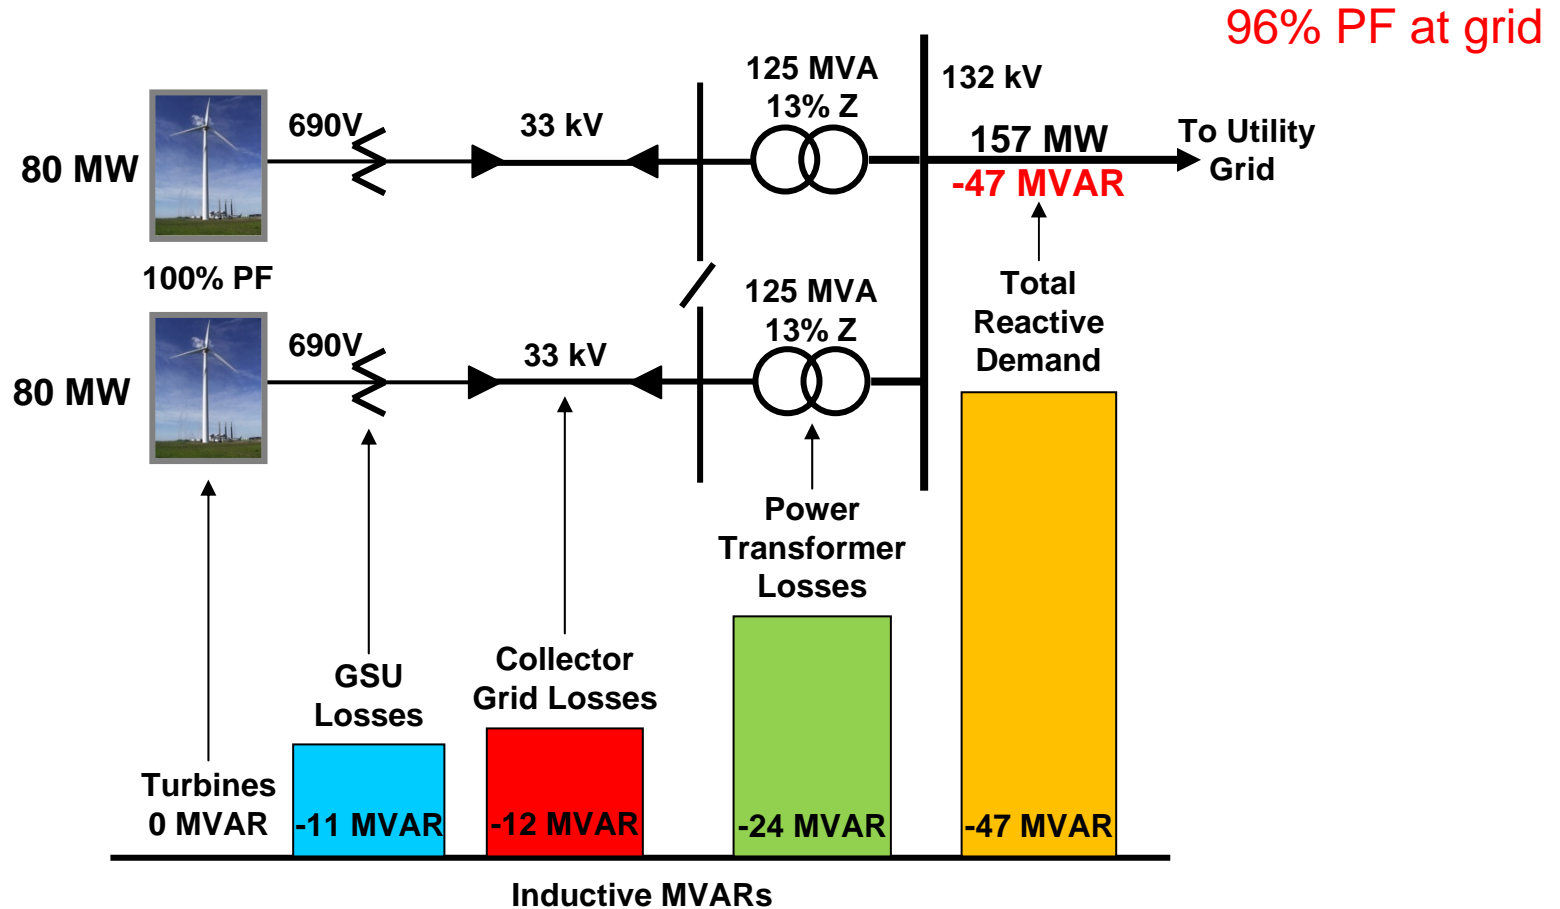 96% PF at grid
125 MVA
13% Z
132 kV
690V
33 kV
157 MW
-47 MVAR
To Utility
Grid
80 MW
100% PF
125 MVA
13% Z
Total
Reactive
Demand
690V
33 kV
80 MW
Power
Transformer
Losses
Collector
Grid Losses
GSU
Losses
Turbines
0 MVAR
-11 MVAR
-12 MVAR
-24 MVAR
-47 MVAR
Inductive MVARs